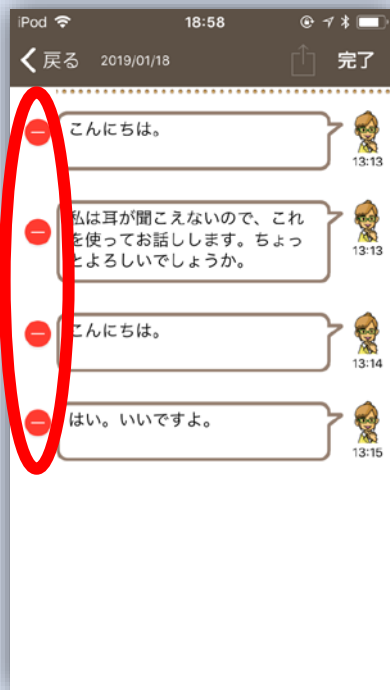 iPod 18:58
戻る 2019/01/18 完了
こんにちは。
13:13
私は耳が聞こえないので、これ
を使ってお話しします。ちょっ
とよろしいでしょうか。
13:13
こんにちは。
13:14
はい。いいですよ。
13:15